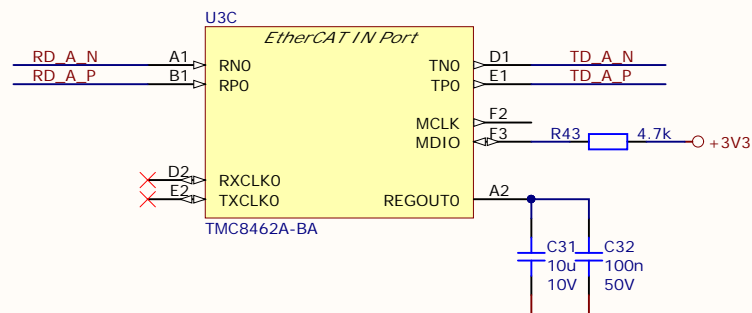 U3C
EtherCAT IN Port
RD_A_N A1 RN0 TN0 D1 TD_A_N
RD_A_P B1 RP0 TP0 E1 TD_A_P
MCLK F2
MDIO E3 R43 4.7k +3V3
D2 RXCLK0
E2 TXCLK0 REGOUT0 A2
TMC8462A-BA
C31 C32
10u 100n
10V 50V